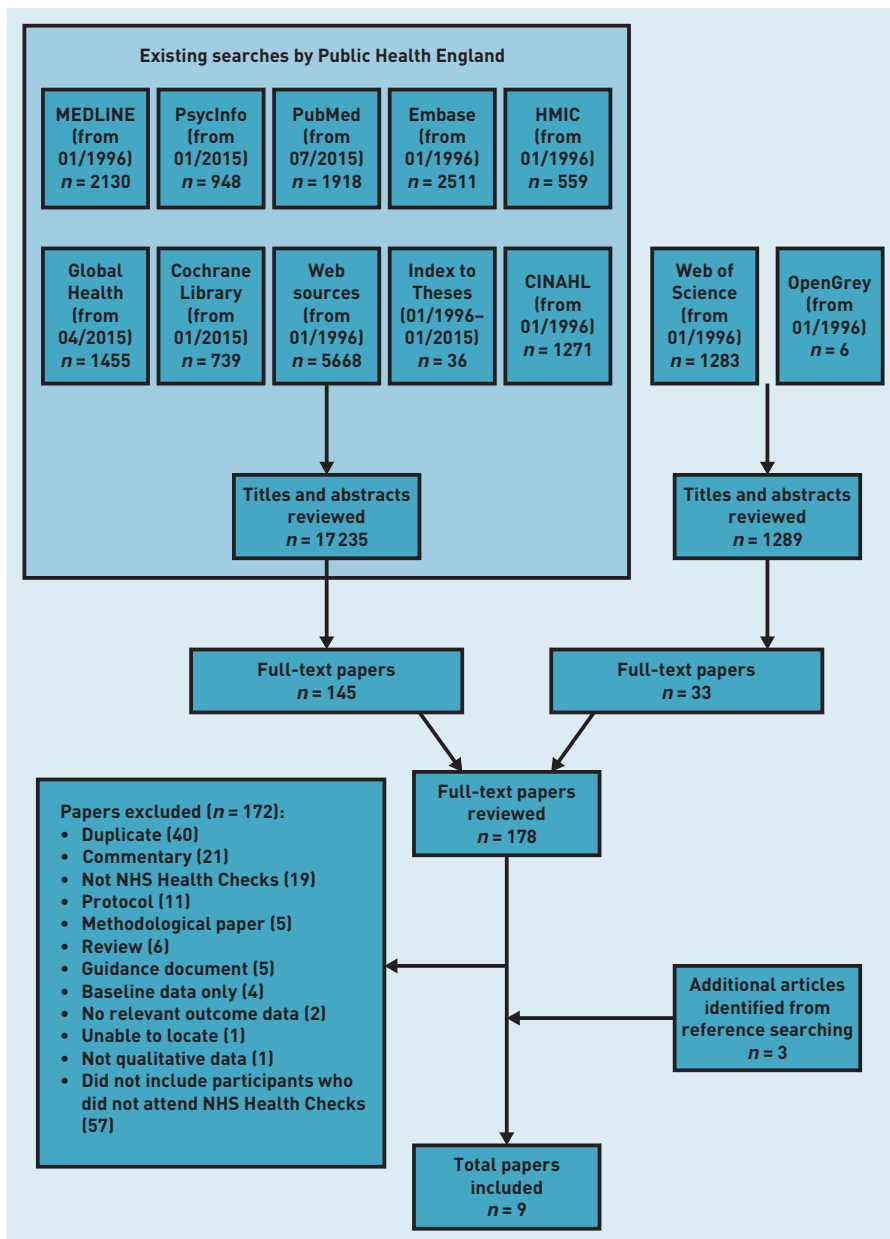 Existing searches by Public Health England
MEDLINE
(from
01/1996)
n = 2130
PsycInfo
(from
01/2015)
n = 948
PubMed
(from
07/2015)
n = 1918
Embase
(from
01/1996)
n = 2511
HMIC
(from
01/1996)
n = 559
Global
Health
(from
04/2015)
n = 1455
Cochrane
Library
(from
01/2015)
n = 739
Web
sources
(from
01/1996)
n = 5668
Index to
Theses
(01/1996–
01/2015)
n = 36
CINAHL
(from
01/1996)
n = 1271
Web of
Science
(from
01/1996)
n = 1283
OpenGrey
(from
01/1996)
n = 6
Titles and abstracts
reviewed
n = 17 235
Titles and abstracts
reviewed
n = 1289
Full-text papers
n = 145
Full-text papers
n = 33
Full-text papers
reviewed
n = 178
Papers excluded (n = 172):
• Duplicate (40)
• Commentary (21)
• Not NHS Health Checks (19)
• Protocol (11)
• Methodological paper (5)
• Review (6)
• Guidance document (5)
• Baseline data only (4)
• No relevant outcome data (2)
• Unable to locate (1)
• Not qualitative data (1)
• Did not include participants who
did not attend NHS Health Checks
(57)
Additional articles
identified from
reference searching
n = 3
Total papers
included
n = 9